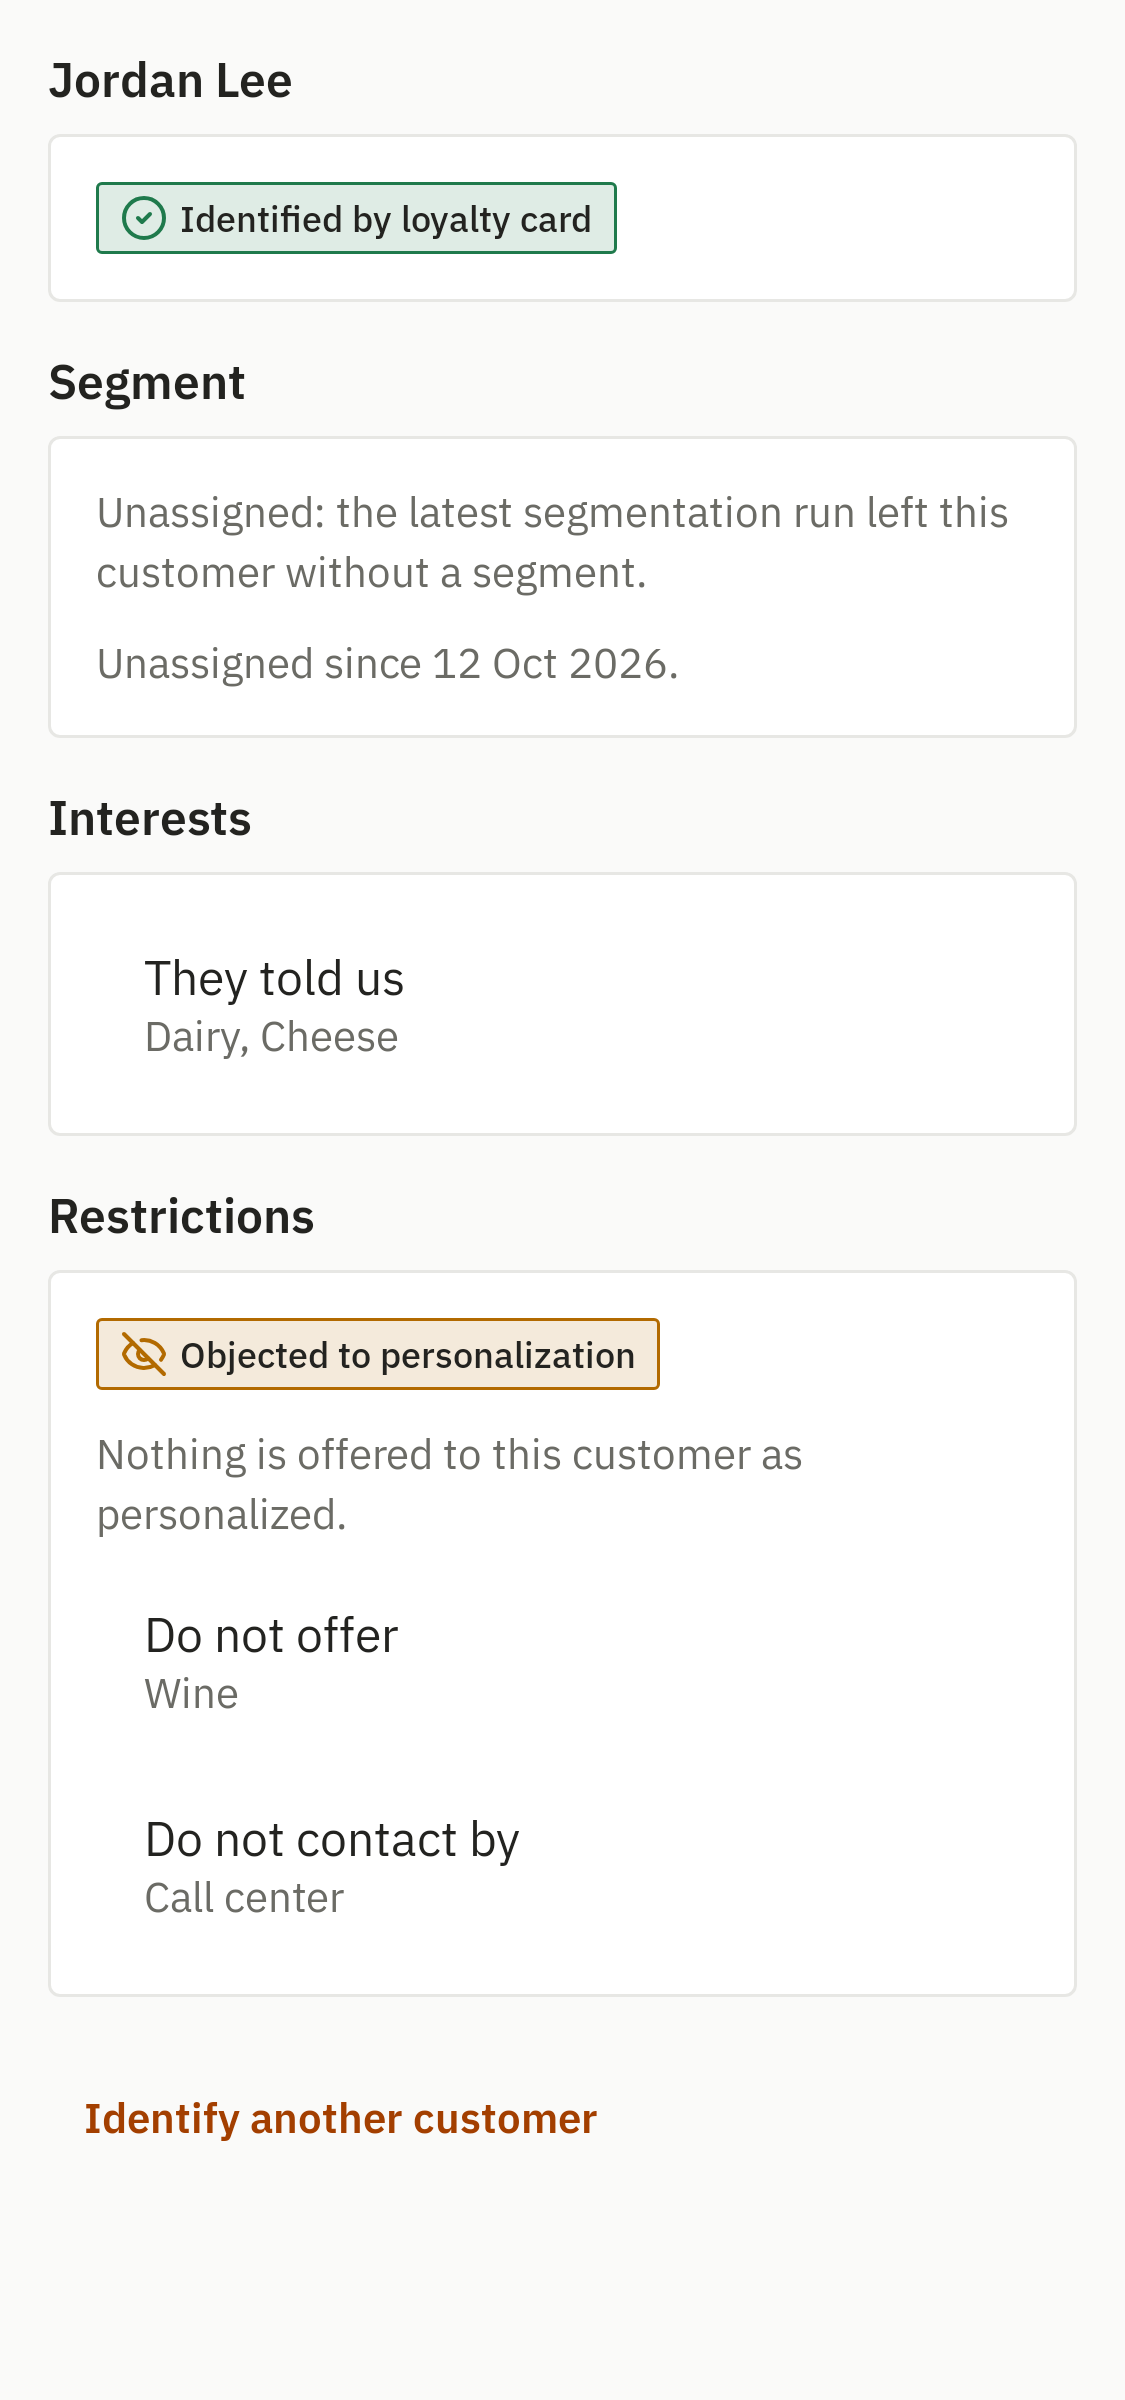 Jordan Lee
Identified by loyalty card
Segment
Unassigned: the latest segmentation run left this
customer without a segment.
Unassigned since 12 Oct 2026.
Interests
They told us
Dairy, Cheese
Restrictions
Objected to personalization
Nothing is offered to this customer as
personalized.
Do not offer
Wine
Do not contact by
Call center
Identify another customer